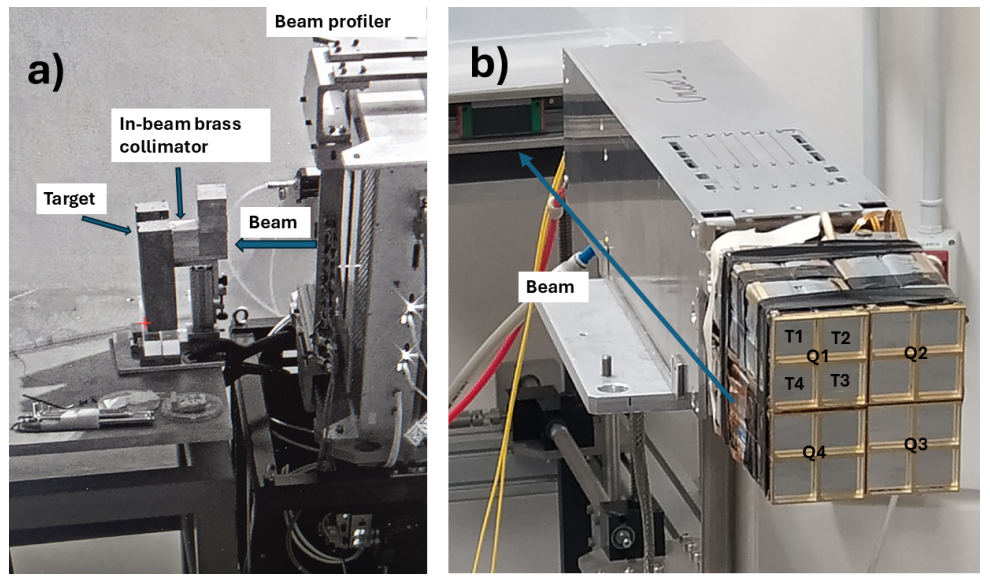 a)
Beam profiler
In-beam brass
collimator
Target
Beam
b)
Beam
T1
T2
Q1
T4
T3
Q2
Q4
Q3